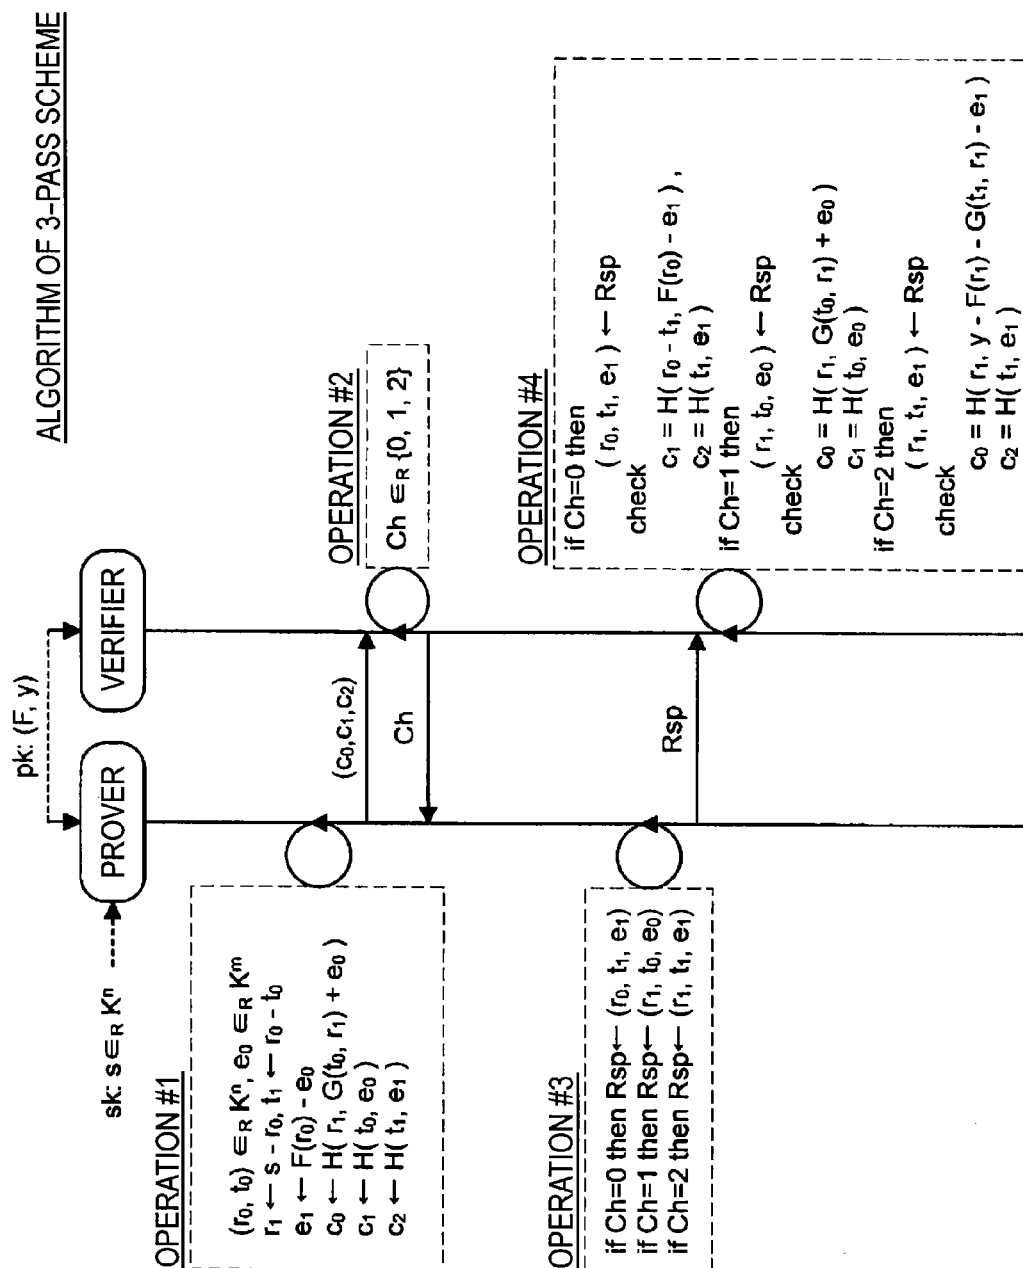 ALGORITHM OF 3-PASS SCHEME
pk: (F, y)
sk: s ∈R Kⁿ
PROVER
VERIFIER
OPERATION #1
(r₀, t₀) ∈R Kⁿ, e₀ ∈R Kᵐ
r₁ ← s - r₀, t₁ ← r₀ - t₀
e₁ ← F(r₀) - e₀
c₀ ← H( r₁, G(t₀, r₁) + e₀ )
c₁ ← H( t₀, e₀ )
c₂ ← H( t₁, e₁ )
(c₀,c₁,c₂)
OPERATION #2
Ch ∈R {0, 1, 2}
Ch
OPERATION #3
if Ch=0 then Rsp← (r₀, t₁, e₁)
if Ch=1 then Rsp← (r₁, t₀, e₀)
if Ch=2 then Rsp← (r₁, t₁, e₁)
Rsp
OPERATION #4
if Ch=0 then
( r₀, t₁, e₁ ) ← Rsp
check
c₁ = H( r₀ - t₁, F(r₀) - e₁ ) ,
c₂ = H( t₁, e₁ )
if Ch=1 then
( r₁, t₀, e₀ ) ← Rsp
check
c₀ = H( r₁, G(t₀, r₁) + e₀ )
c₁ = H( t₀, e₀ )
if Ch=2 then
( r₁, t₁, e₁ ) ← Rsp
check
c₀ = H( r₁, y - F(r₁) - G(t₁, r₁) - e₁ )
c₂ = H( t₁, e₁ )